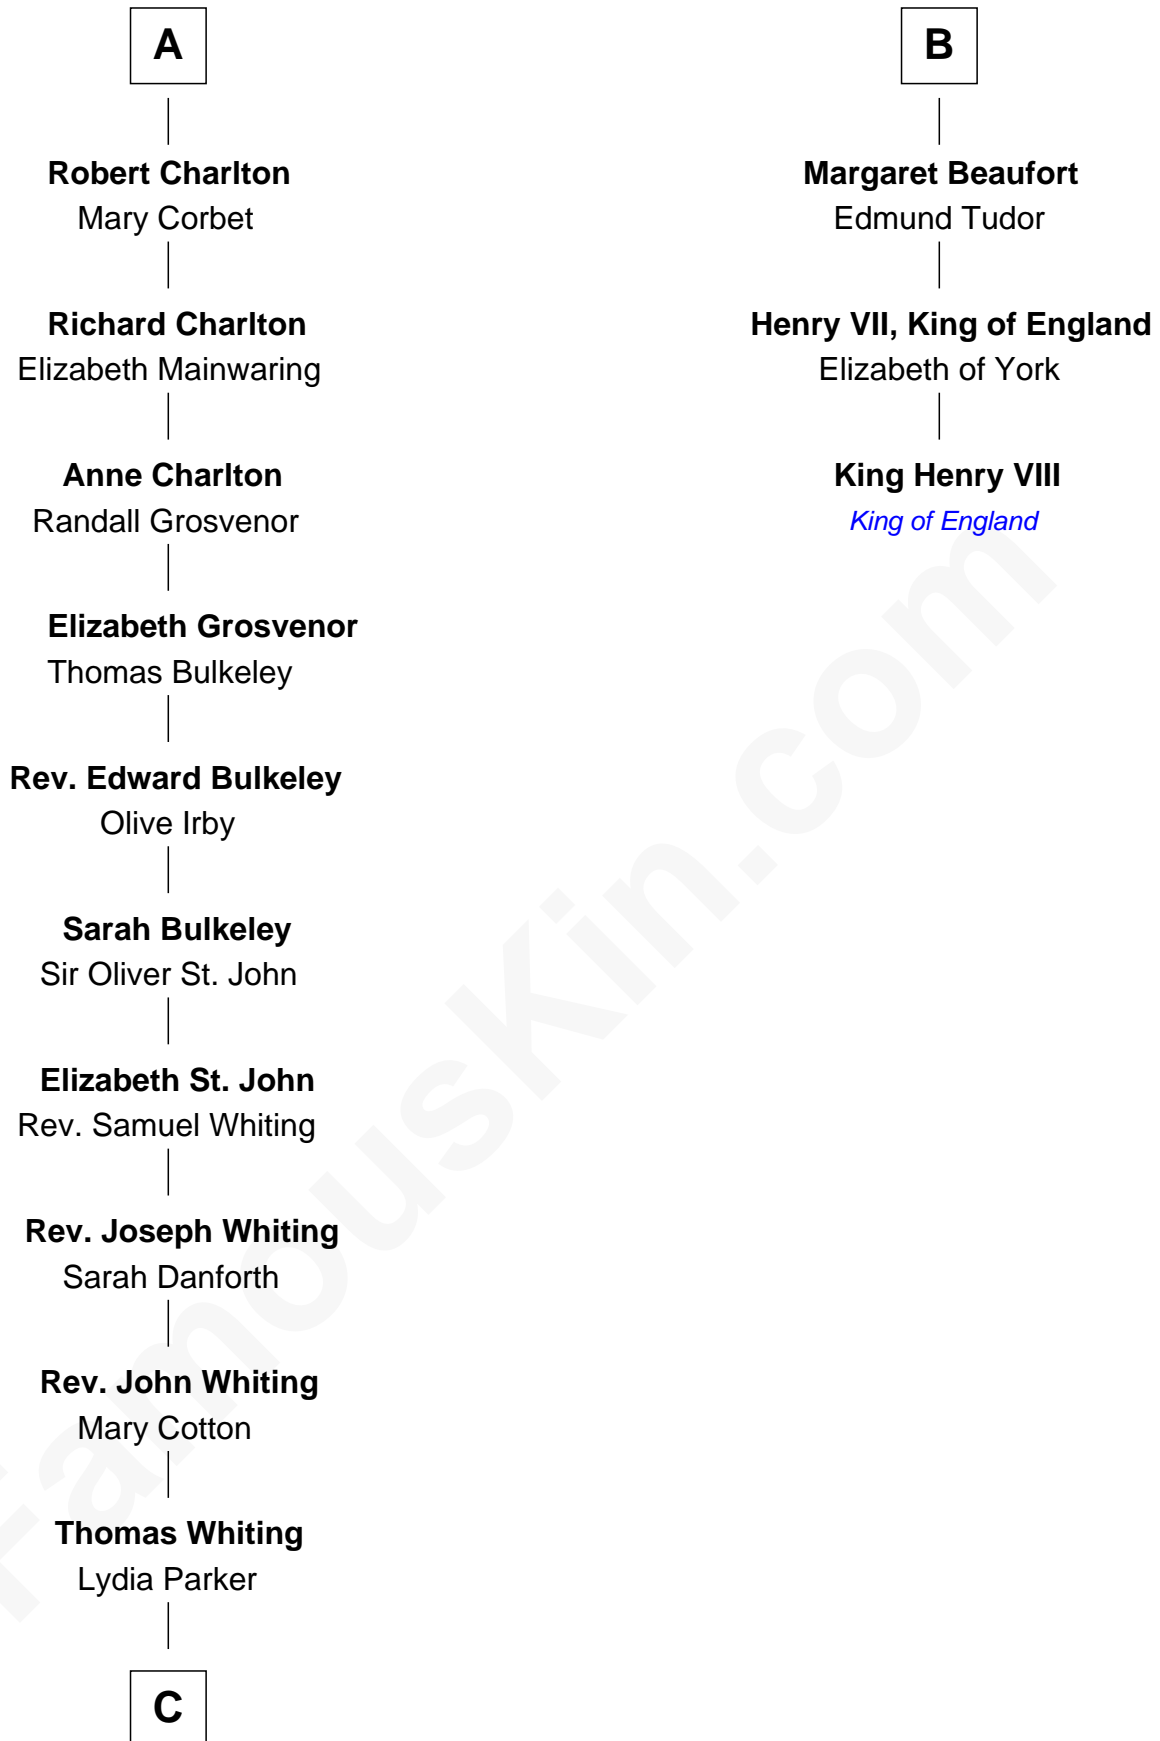 A
Robert Charlton
Mary Corbet
Richard Charlton
Elizabeth Mainwaring
Anne Charlton
Randall Grosvenor
Elizabeth Grosvenor
Thomas Bulkeley
Rev. Edward Bulkeley
Olive Irby
Sarah Bulkeley
Sir Oliver St. John
Elizabeth St. John
Rev. Samuel Whiting
Rev. Joseph Whiting
Sarah Danforth
Rev. John Whiting
Mary Cotton
Thomas Whiting
Lydia Parker
C
B
Margaret Beaufort
Edmund Tudor
Henry VII, King of England
Elizabeth of York
King Henry VIII
King of England
FamousKin.com